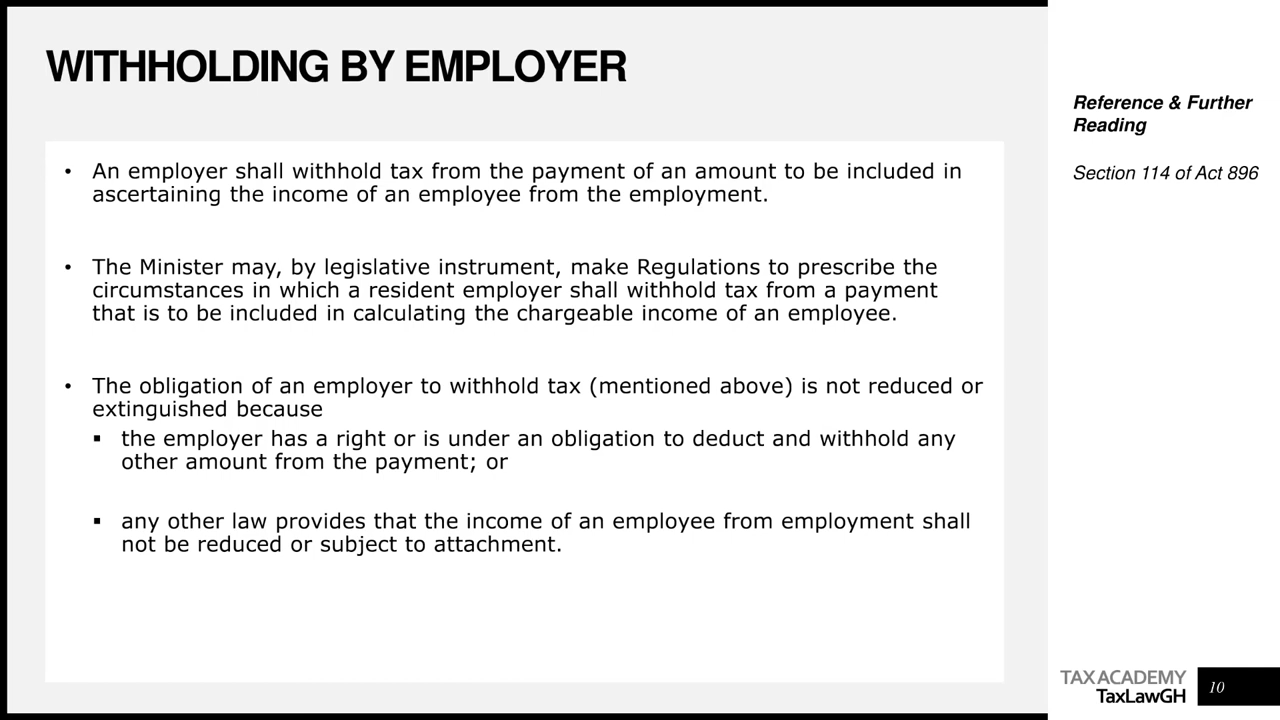 WITHHOLDING BY EMPLOYER
• An employer shall withhold tax from the payment of an amount to be included in
ascertaining the income of an employee from the employment.
• The Minister may, by legislative instrument, make Regulations to prescribe the
circumstances in which a resident employer shall withhold tax from a payment
that is to be included in calculating the chargeable income of an employee.
• The obligation of an employer to withhold tax (mentioned above) is not reduced or
extinguished because
▪ the employer has a right or is under an obligation to deduct and withhold any
other amount from the payment; or
▪ any other law provides that the income of an employee from employment shall
not be reduced or subject to attachment.
Reference & Further
Reading
Section 114 of Act 896
TAX ACADEMY
TaxLawGH
10